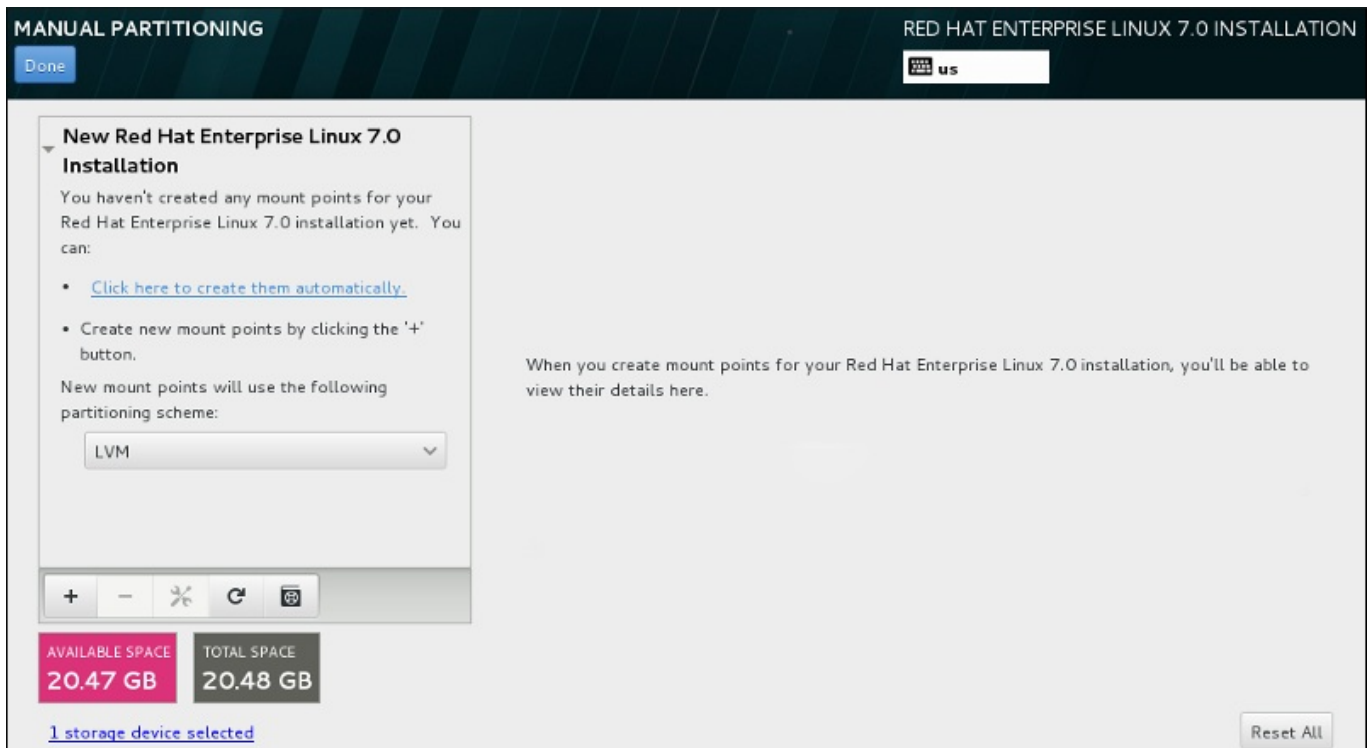 MANUAL PARTITIONING
Done
RED HAT ENTERPRISE LINUX 7.0 INSTALLATION
us
New Red Hat Enterprise Linux 7.0
Installation
You haven't created any mount points for your
Red Hat Enterprise Linux 7.0 installation yet. You
can:
• Click here to create them automatically.
• Create new mount points by clicking the '+'
button.
New mount points will use the following
partitioning scheme:
LVM
When you create mount points for your Red Hat Enterprise Linux 7.0 installation, you'll be able to
view their details here.
+ −
AVAILABLE SPACE
20.47 GB
TOTAL SPACE
20.48 GB
1 storage device selected
Reset All